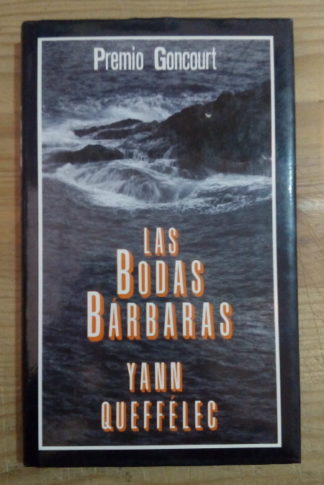 Premio Goncourt
LAS
BODAS
BÁRBARAS
YANN
QUEFFÉLEC